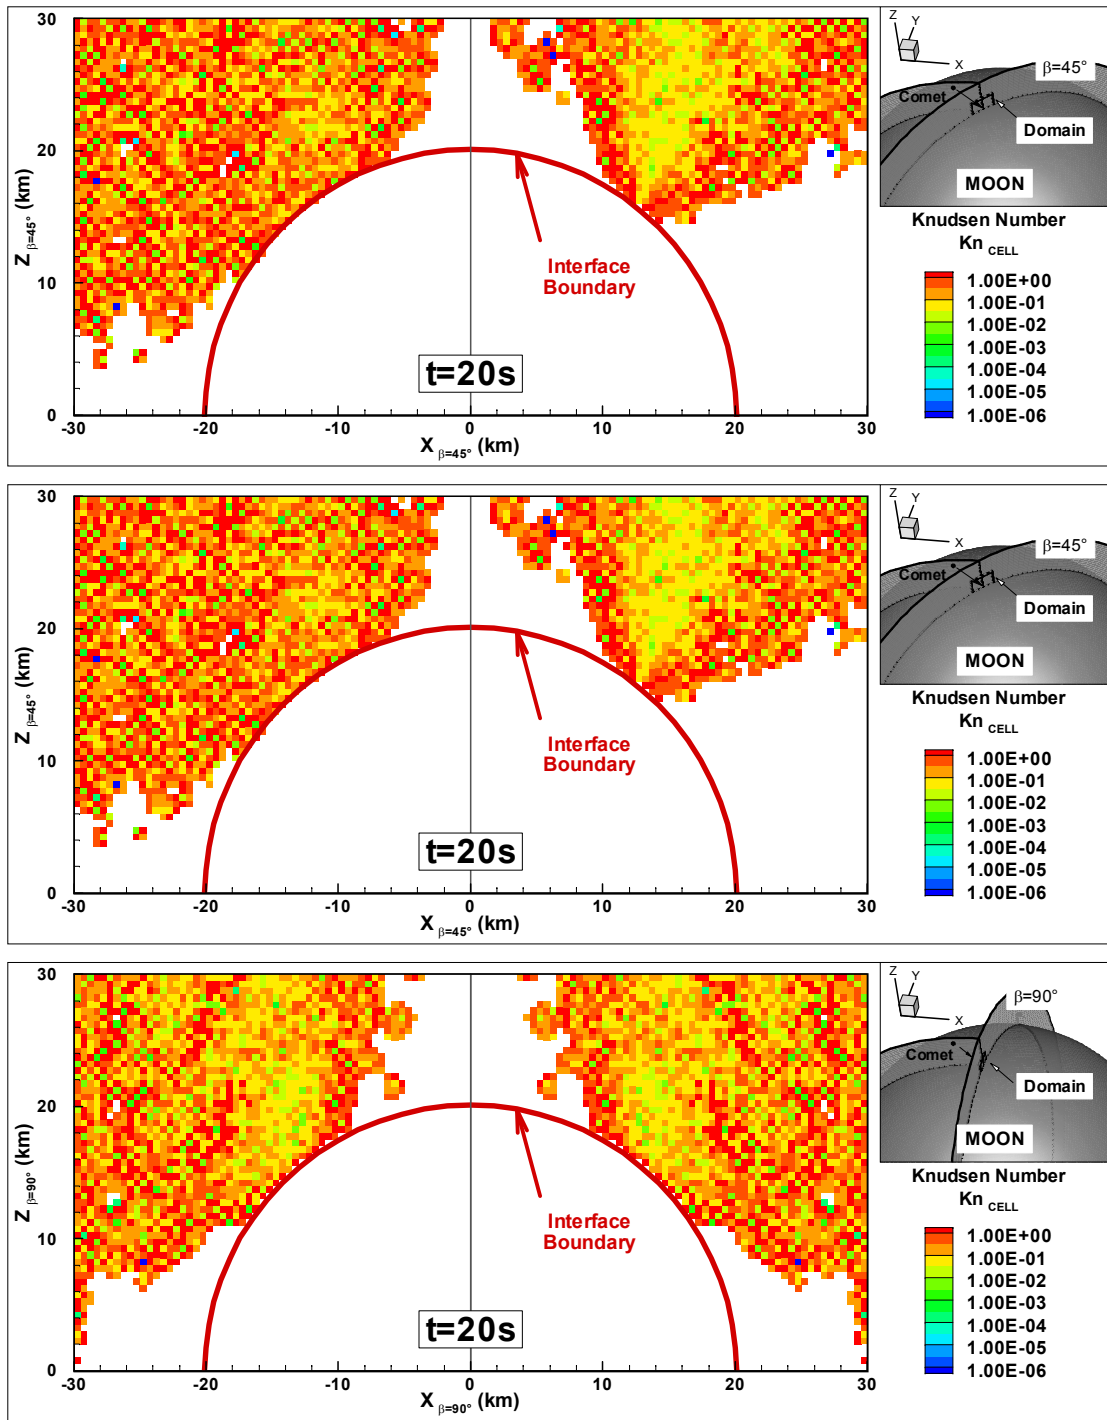 30
20
10
0
-30
-20
-10
0
10
20
30
Z β=45° (km)
X β=45° (km)
Interface
Boundary
t=20s
Z
Y
X
β=45°
Comet
Domain
MOON
Knudsen Number
Kn CELL
1.00E+00
1.00E-01
1.00E-02
1.00E-03
1.00E-04
1.00E-05
1.00E-06
30
20
10
0
-30
-20
-10
0
10
20
30
Z β=45° (km)
X β=45° (km)
Interface
Boundary
t=20s
Z
Y
X
β=45°
Comet
Domain
MOON
Knudsen Number
Kn CELL
1.00E+00
1.00E-01
1.00E-02
1.00E-03
1.00E-04
1.00E-05
1.00E-06
30
20
10
0
-30
-20
-10
0
10
20
30
Z β=90° (km)
X β=90° (km)
Interface
Boundary
t=20s
Z
Y
X
β=90°
Comet
Domain
MOON
Knudsen Number
Kn CELL
1.00E+00
1.00E-01
1.00E-02
1.00E-03
1.00E-04
1.00E-05
1.00E-06